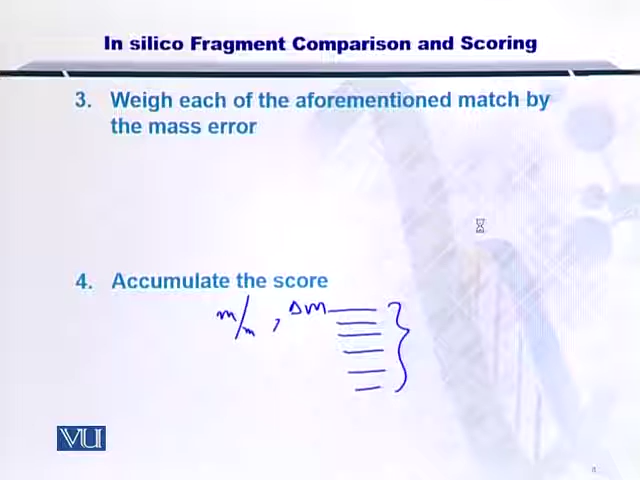 In silico Fragment Comparison and Scoring
3. Weigh each of the aforementioned match by
the mass error
4. Accumulate the score
m/m , Δm
VU